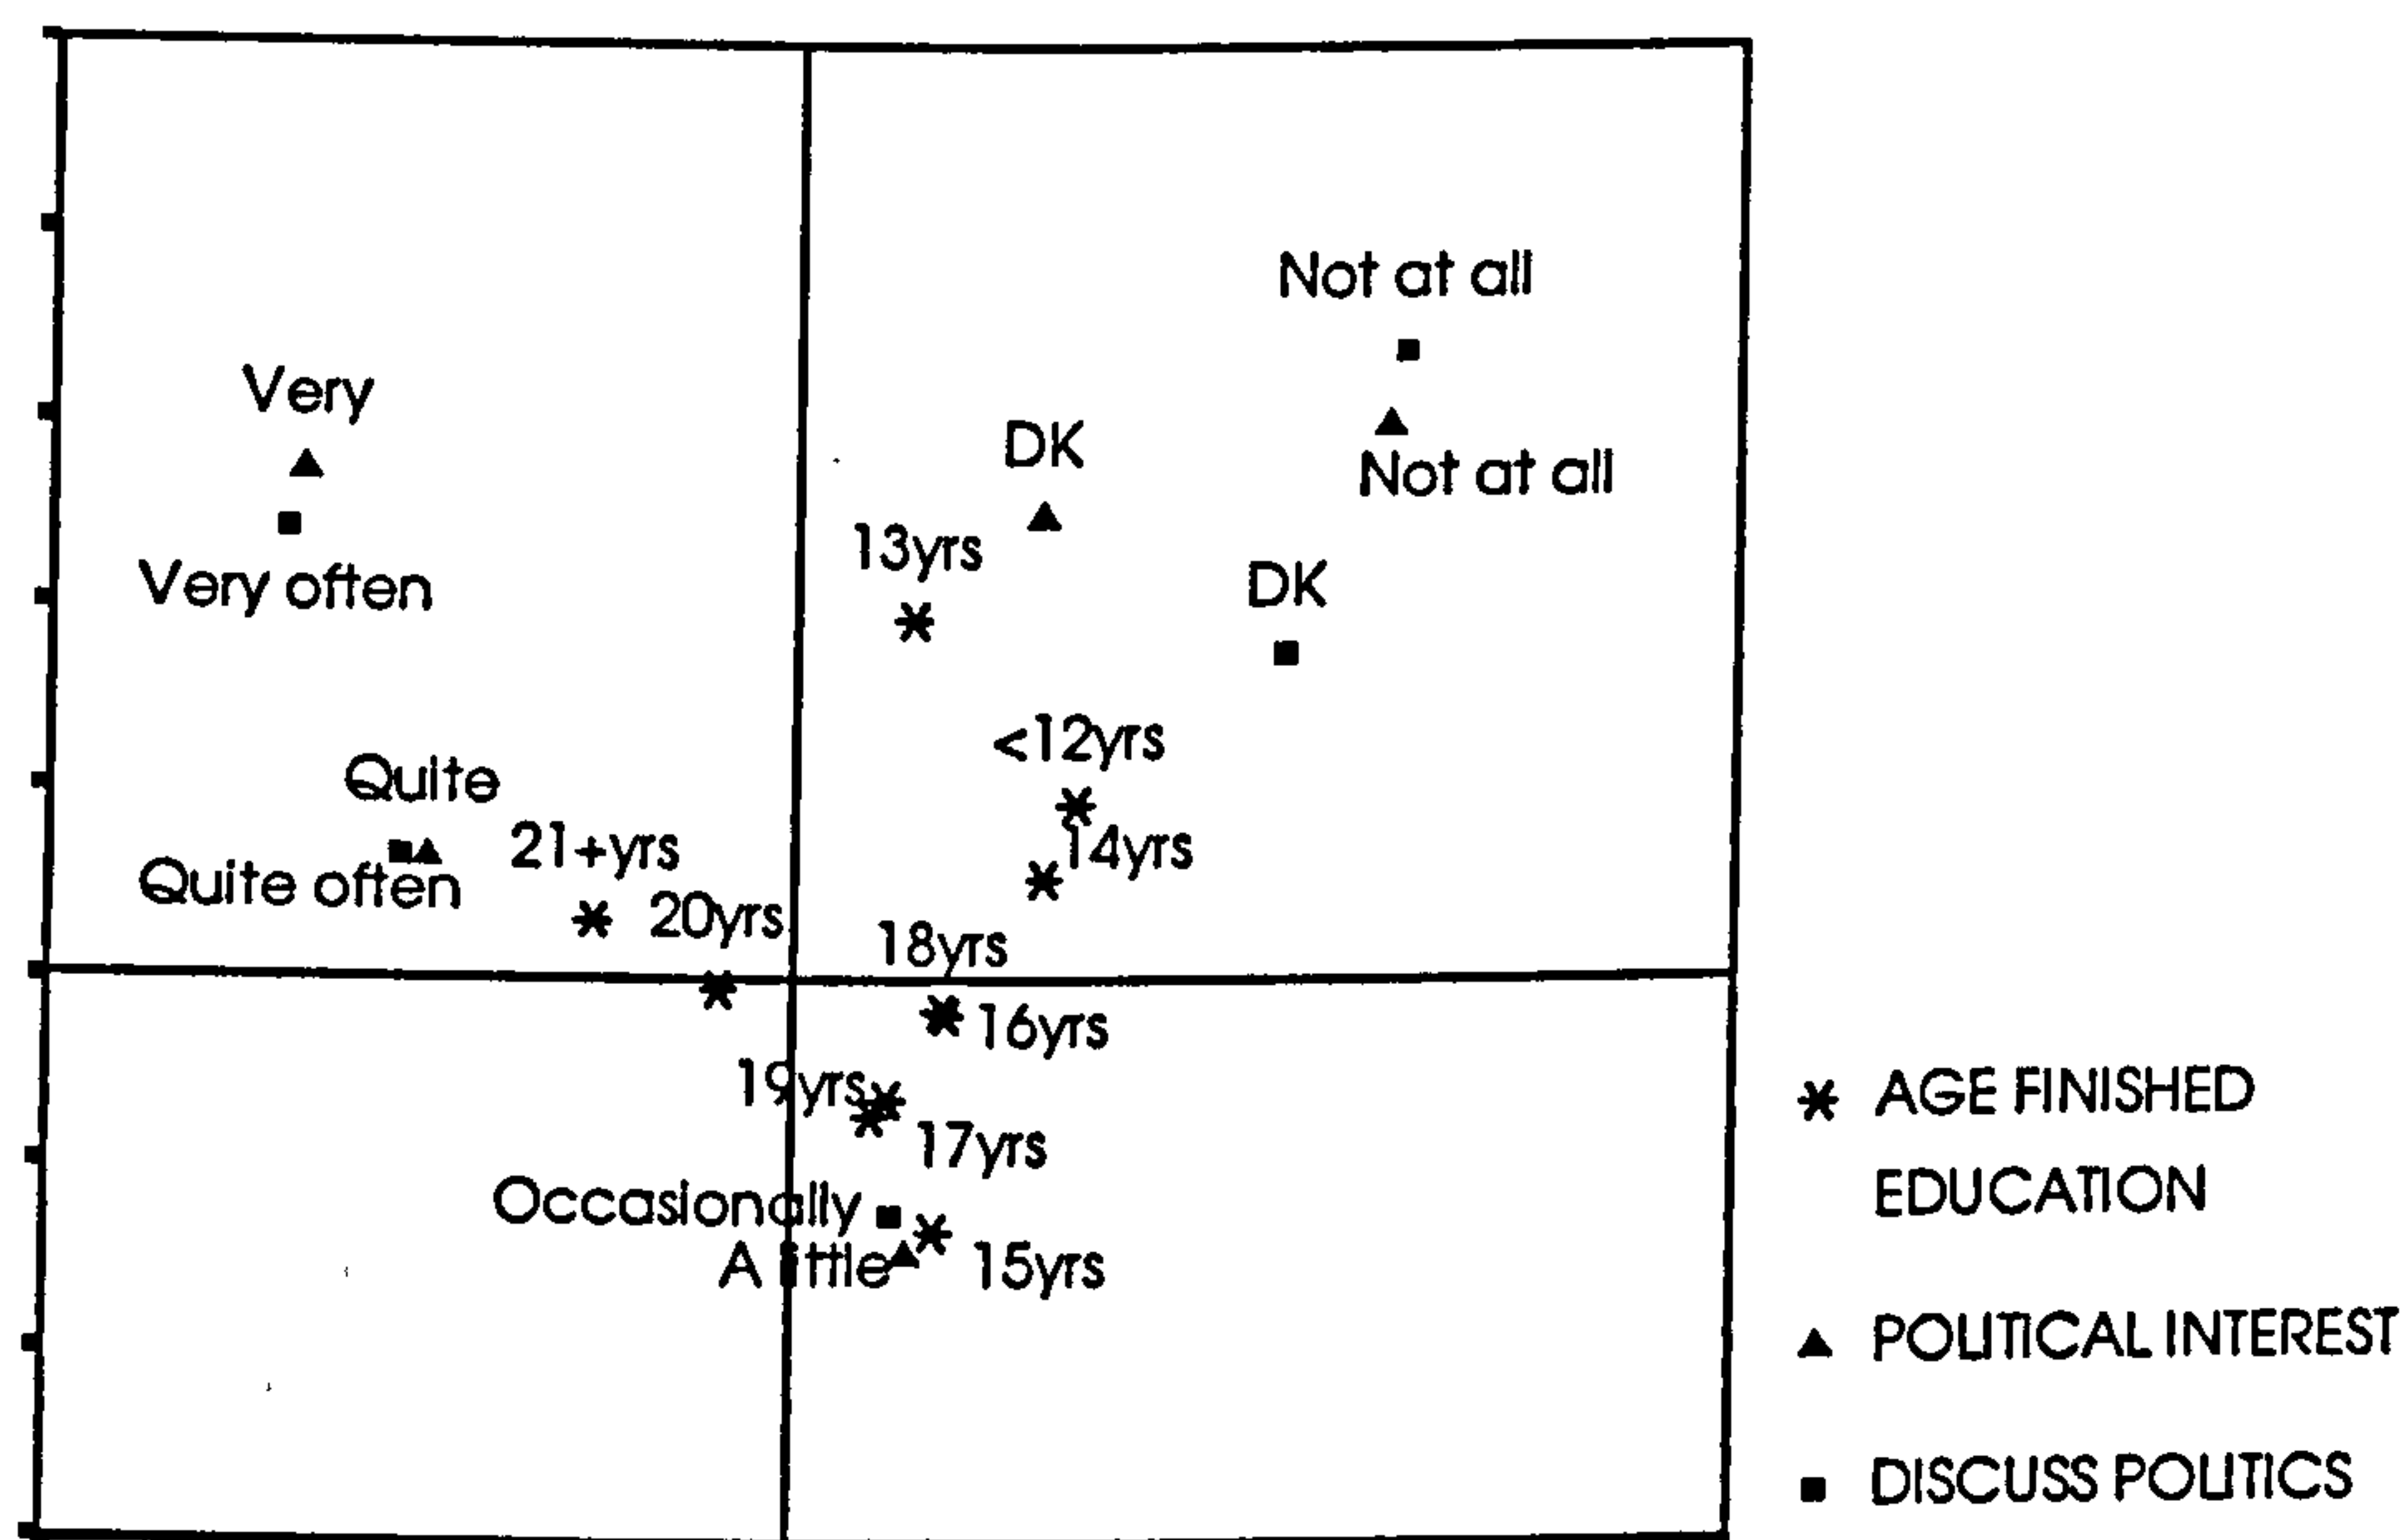 Not at all
Very
DK
Not at all
13yrs
Very often
DK
<12yrs
Quite
21+yrs
14yrs
Quite often
20yrs
18yrs
16yrs
19yrs
17yrs
Occasionally
A little
15yrs
AGE FINISHED
EDUCATION
POLITICAL INTEREST
DISCUSS POLITICS